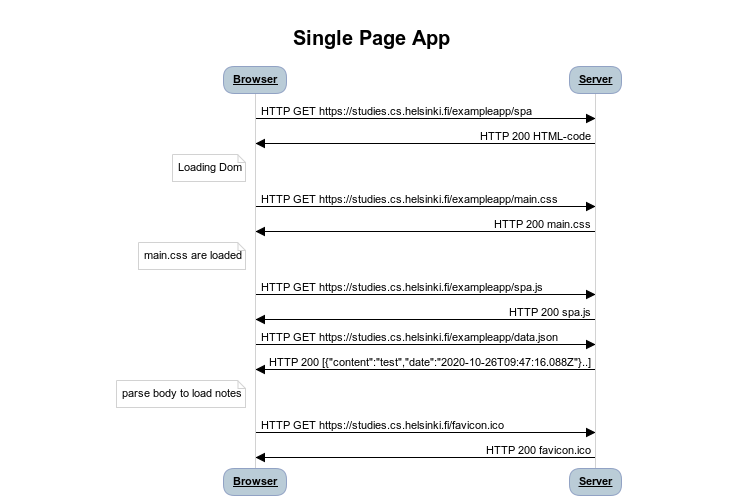 Single Page App
Browser Server
HTTP GET https://studies.cs.helsinki.fi/exampleapp/spa
HTTP 200 HTML-code
Loading Dom
HTTP GET https://studies.cs.helsinki.fi/exampleapp/main.css
HTTP 200 main.css
main.css are loaded
HTTP GET https://studies.cs.helsinki.fi/exampleapp/spa.js
HTTP 200 spa.js
HTTP GET https://studies.cs.helsinki.fi/exampleapp/data.json
HTTP 200 [{"content":"test","date":"2020-10-26T09:47:16.088Z"}..]
parse body to load notes
HTTP GET https://studies.cs.helsinki.fi/favicon.ico
HTTP 200 favicon.ico
Browser Server